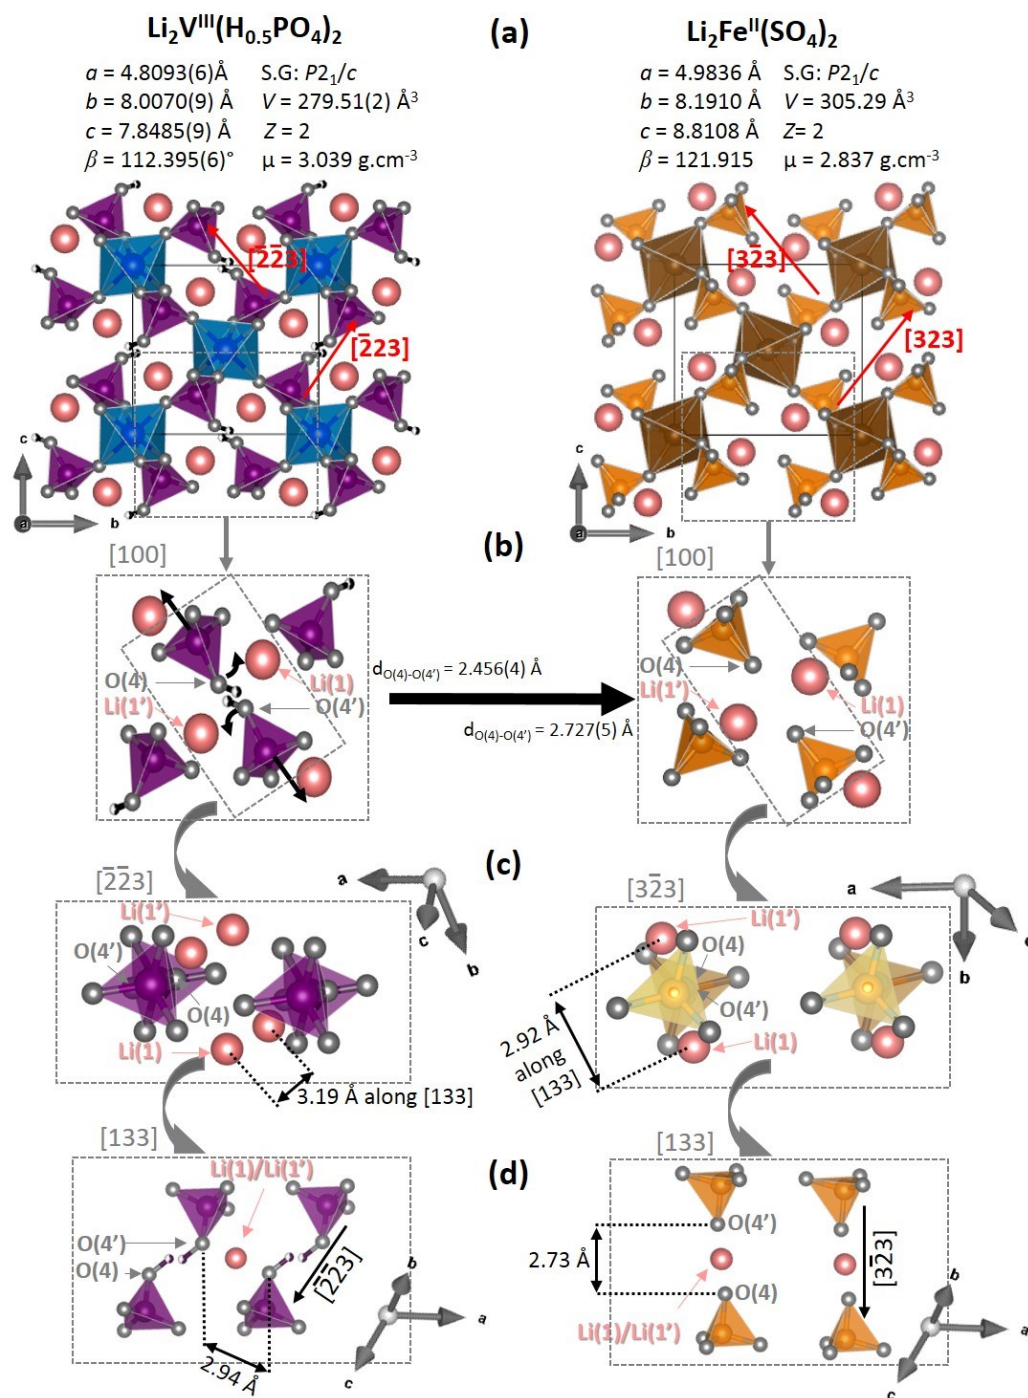 Li₂Vᴵᴵᴵ(H₀.₅PO₄)₂
(a)
Li₂Feᴵᴵ(SO₄)₂
a = 4.8093(6)Å S.G: P2₁/c
b = 8.0070(9) Å V = 279.51(2) Å³
c = 7.8485(9) Å Z = 2
β = 112.395(6)° μ = 3.039 g.cm⁻³
a = 4.9836 Å S.G: P2₁/c
b = 8.1910 Å V = 305.29 Å³
c = 8.8108 Å Z= 2
β = 121.915 μ = 2.837 g.cm⁻³
[2̅2̅3]
[2̅23]
c
a
b
[32̅3]
[323]
c
a
b
(b)
[100]
O(4)
Li(1)
Li(1')
O(4')
d O(4)-O(4') = 2.456(4) Å
d O(4)-O(4') = 2.727(5) Å
[100]
O(4)
Li(1')
Li(1)
O(4')
(c)
[2̅2̅3]
a
c
b
Li(1')
O(4')
O(4)
Li(1)
3.19 Å along [133]
[32̅3]
a
b
c
Li(1')
O(4)
O(4')
Li(1)
2.92 Å
along
[133]
(d)
[133]
Li(1)/Li(1')
O(4')
O(4)
[2̅2̅3]
2.94 Å
b
a
c
[133]
O(4')
2.73 Å
O(4)
Li(1)/Li(1')
[32̅3]
b
a
c